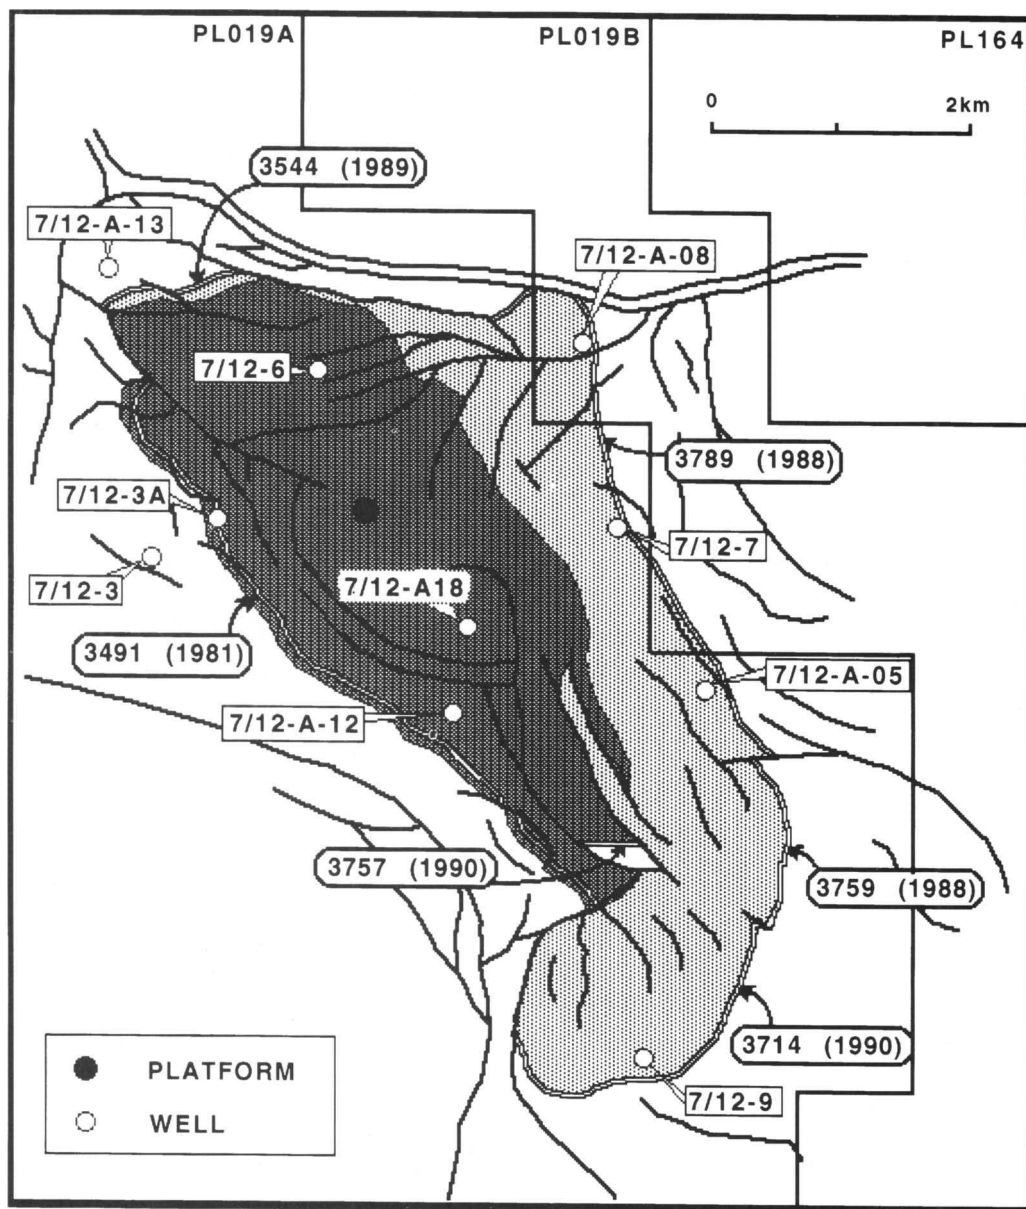 PL019A
PL019B
PL164
0
2km
3544 (1989)
7/12-A-13
7/12-A-08
7/12-6
3789 (1988)
7/12-3A
7/12-7
7/12-3
7/12-A18
3491 (1981)
7/12-A-05
7/12-A-12
3757 (1990)
3759 (1988)
3714 (1990)
PLATFORM
WELL
7/12-9